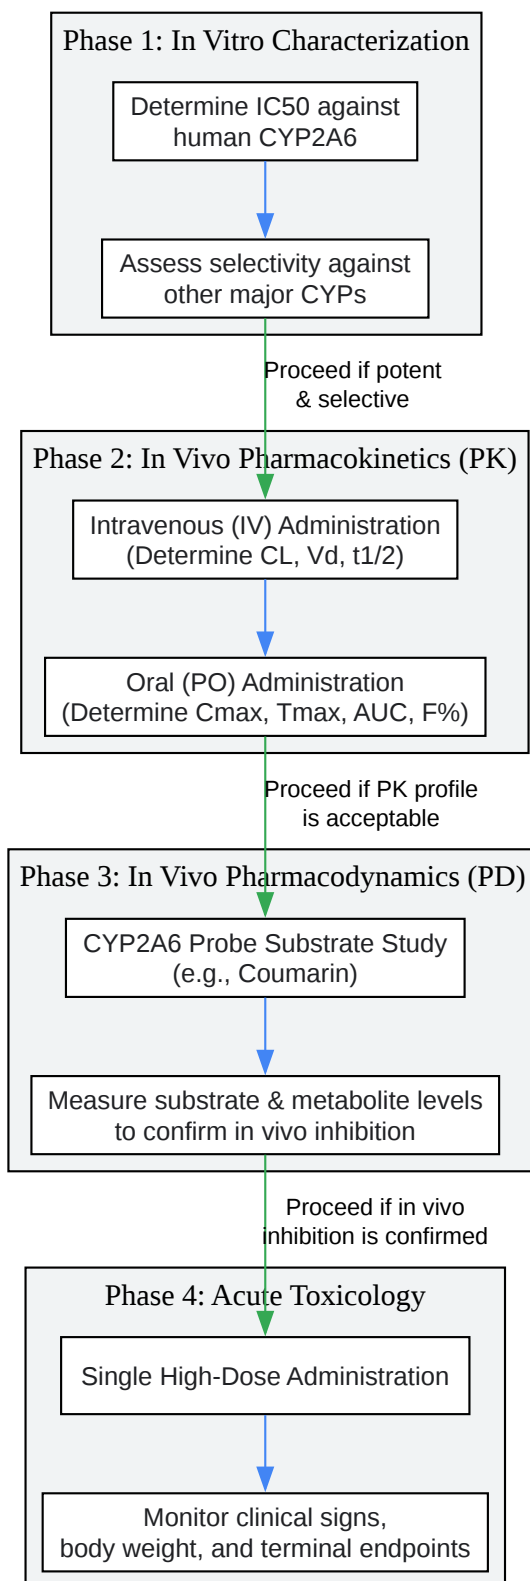 Phase 1: In Vitro Characterization
Determine IC50 against
human CYP2A6
Assess selectivity against
other major CYPs
Proceed if potent
& selective
Phase 2: In Vivo Pharmacokinetics (PK)
Intravenous (IV) Administration
(Determine CL, Vd, t1/2)
Oral (PO) Administration
(Determine Cmax, Tmax, AUC, F%)
Proceed if PK profile
is acceptable
Phase 3: In Vivo Pharmacodynamics (PD)
CYP2A6 Probe Substrate Study
(e.g., Coumarin)
Measure substrate & metabolite levels
to confirm in vivo inhibition
Proceed if in vivo
inhibition is confirmed
Phase 4: Acute Toxicology
Single High-Dose Administration
Monitor clinical signs,
body weight, and terminal endpoints